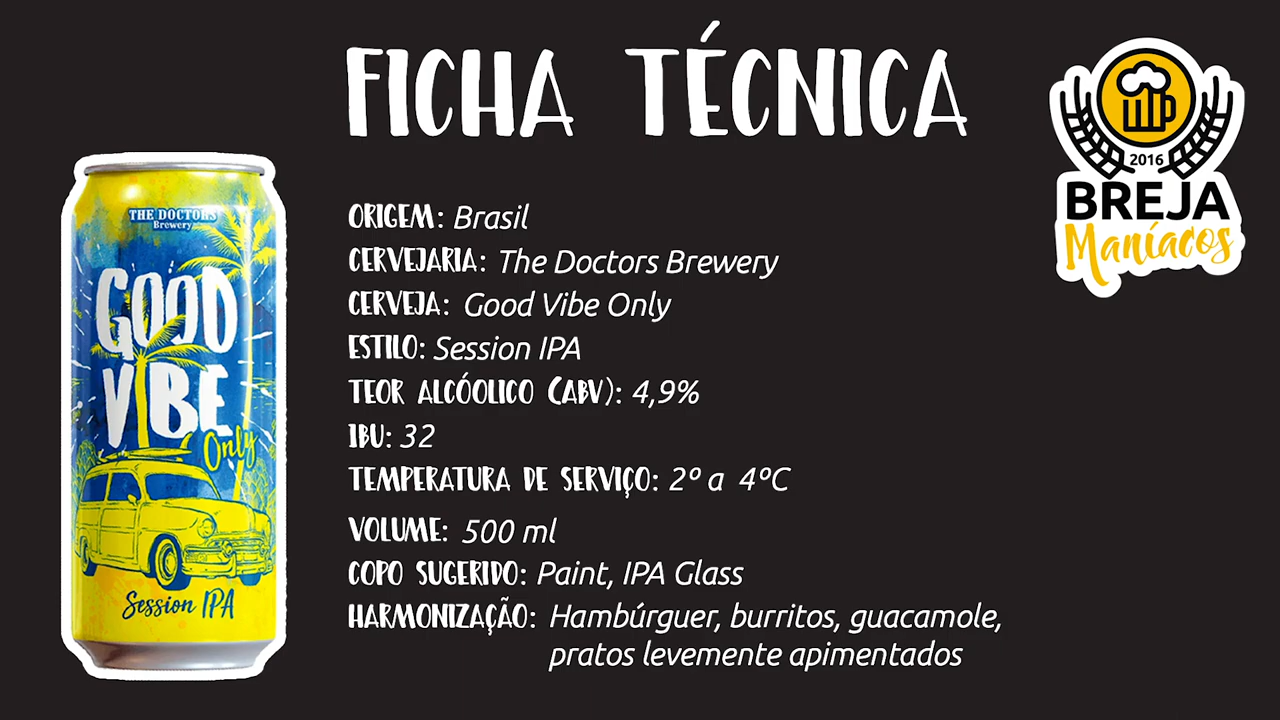 FICHA TÉCNICA
2016
BREJA
Maníacos
THE DOCTORS
Brewery
GOOD
VIBE
Only
Session IPA
ORIGEM: Brasil
CERVEJARIA: The Doctors Brewery
CERVEJA: Good Vibe Only
ESTILO: Session IPA
TEOR ALCÓOLICO (ABV): 4,9%
IBU: 32
TEMPERATURA DE SERVIÇO: 2º a 4ºC
VOLUME: 500 ml
COPO SUGERIDO: Paint, IPA Glass
HARMONIZAÇÃO: Hambúrguer, burritos, guacamole,
pratos levemente apimentados